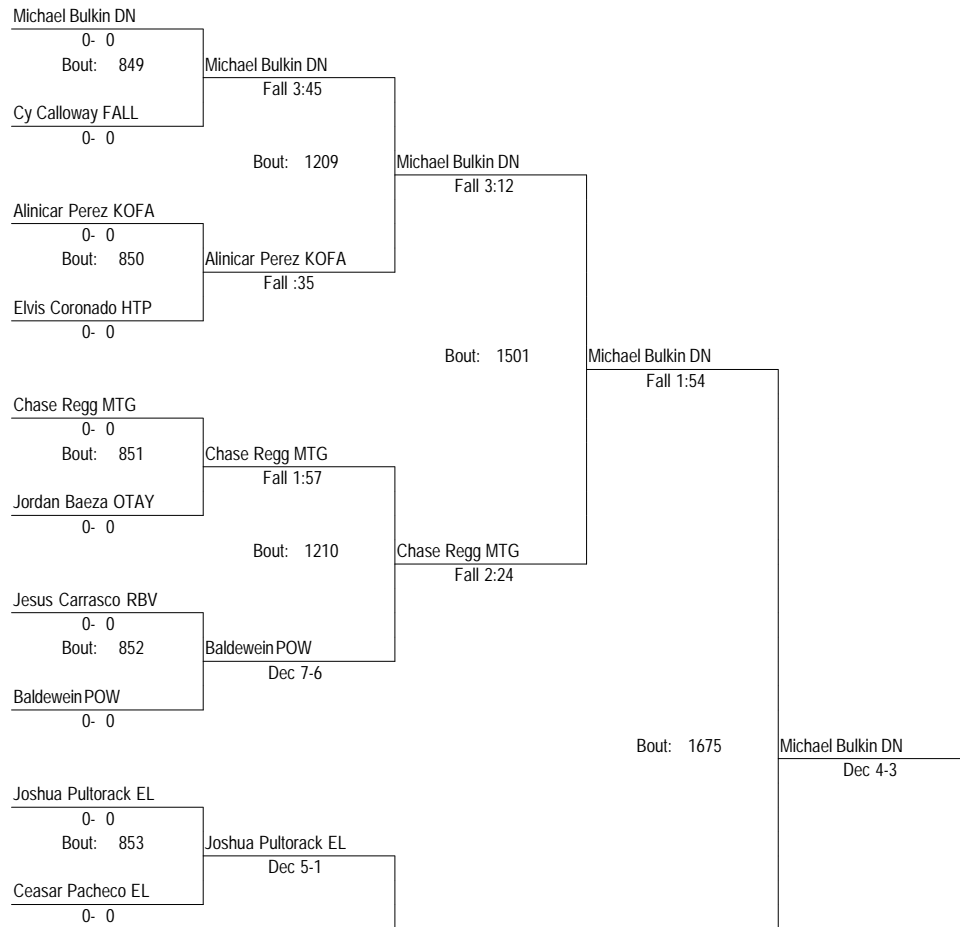 Michael Bulkin DN
0- 0
Bout: 849
Michael Bulkin DN
Fall 3:45
Cy Calloway FALL
0- 0
Bout: 1209
Michael Bulkin DN
Fall 3:12
Alinicar Perez KOFA
0- 0
Bout: 850
Alinicar Perez KOFA
Fall :35
Elvis Coronado HTP
0- 0
Bout: 1501
Michael Bulkin DN
Fall 1:54
Chase Regg MTG
0- 0
Bout: 851
Chase Regg MTG
Fall 1:57
Jordan Baeza OTAY
0- 0
Bout: 1210
Chase Regg MTG
Fall 2:24
Jesus Carrasco RBV
0- 0
Bout: 852
Baldewein POW
Dec 7-6
Baldewein POW
0- 0
Bout: 1675
Michael Bulkin DN
Dec 4-3
Joshua Pultorack EL
0- 0
Bout: 853
Joshua Pultorack EL
Dec 5-1
Ceasar Pacheco EL
0- 0